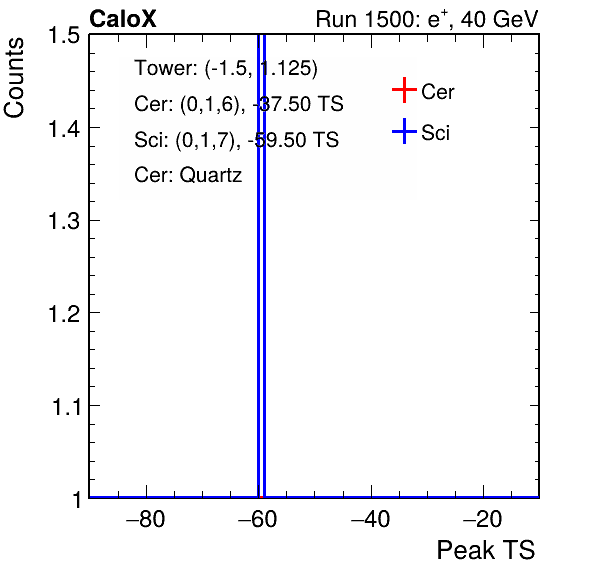 CaloX Run 1500: e+, 40 GeV
Counts
1.5
1.4
1.3
1.2
1.1
1
Tower: (-1.5, 1.125)
Cer: (0,1,6), -37.50 TS
Sci: (0,1,7), -59.50 TS
Cer: Quartz
Cer
Sci
−80 −60 −40 −20
Peak TS